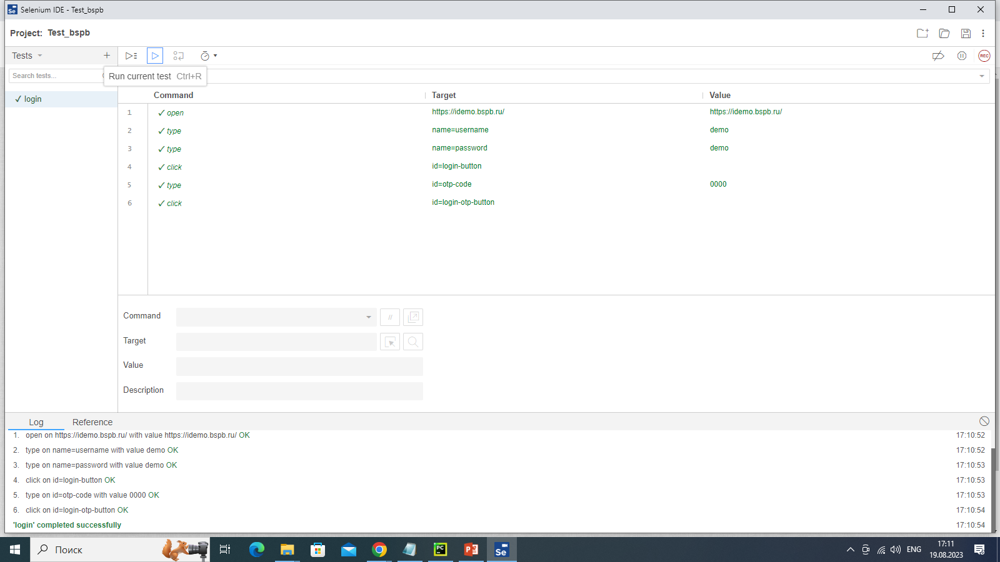 Selenium IDE - Test_bspb
Project: Test_bspb
Tests
Search tests...
Run current test Ctrl+R
login
Command Target Value
1 open https://idemo.bspb.ru/ https://idemo.bspb.ru/
2 type name=username demo
3 type name=password demo
4 click id=login-button
5 type id=otp-code 0000
6 click id=login-otp-button
Command
//
Target
Value
Description
Log Reference
1. open on https://idemo.bspb.ru/ with value https://idemo.bspb.ru/ OK 17:10:52
2. type on name=username with value demo OK 17:10:52
3. type on name=password with value demo OK 17:10:53
4. click on id=login-button OK 17:10:53
5. type on id=otp-code with value 0000 OK 17:10:53
6. click on id=login-otp-button OK 17:10:54
'login' completed successfully 17:10:54
Поиск
ENG
17:11
19.08.2023
REC
Se
PC
P